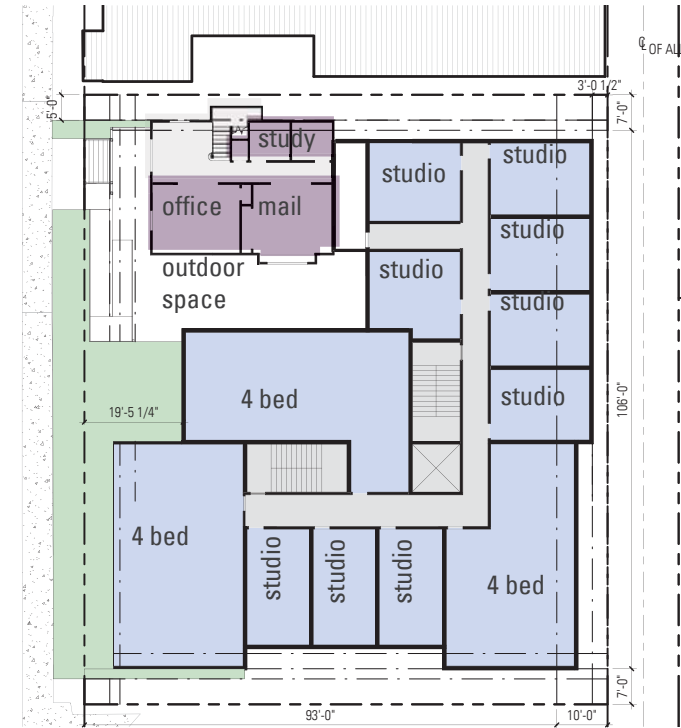 ℄ OF AL
3'-0 1/2"
5'-0"
7'-0"
study
studio
studio
office
mail
studio
outdoor
space
studio
studio
studio
19'-5 1/4"
4 bed
106'-0"
4 bed
studio
studio
studio
4 bed
7'-0"
93'-0"
10'-0"